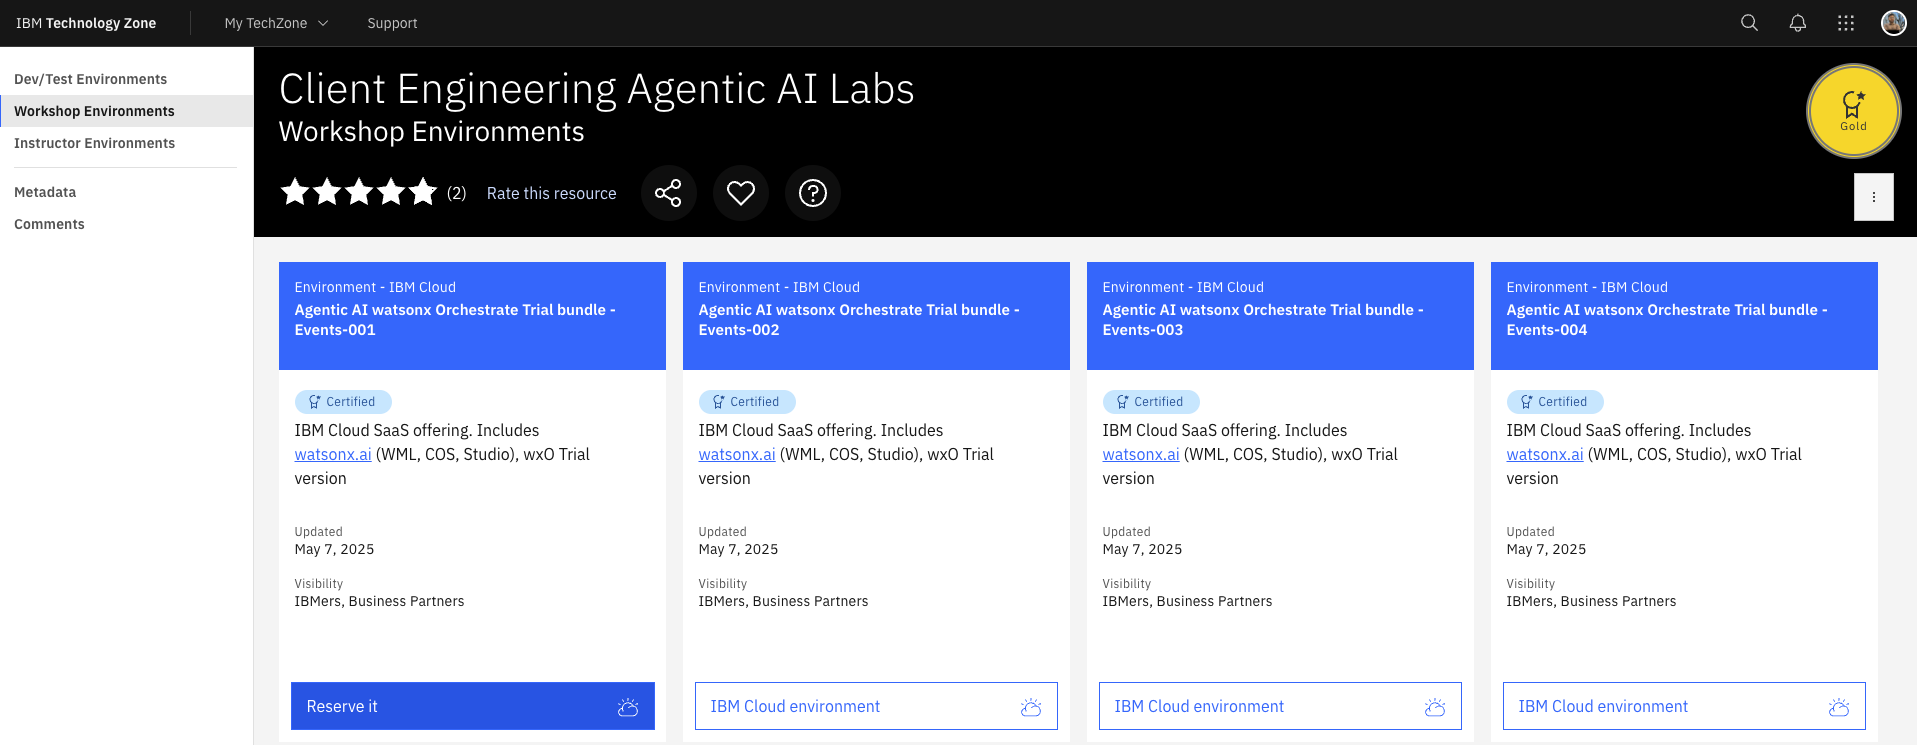 IBM Technology Zone
My TechZone
Support
Dev/Test Environments
Workshop Environments
Instructor Environments
Metadata
Comments
Client Engineering Agentic AI Labs
Workshop Environments
(2)
Rate this resource
Gold
Environment - IBM Cloud
Agentic AI watsonx Orchestrate Trial bundle -
Events-001
Certified
IBM Cloud SaaS offering. Includes
watsonx.ai (WML, COS, Studio), wxO Trial
version
Updated
May 7, 2025
Visibility
IBMers, Business Partners
Reserve it
Environment - IBM Cloud
Agentic AI watsonx Orchestrate Trial bundle -
Events-002
Certified
IBM Cloud SaaS offering. Includes
watsonx.ai (WML, COS, Studio), wxO Trial
version
Updated
May 7, 2025
Visibility
IBMers, Business Partners
IBM Cloud environment
Environment - IBM Cloud
Agentic AI watsonx Orchestrate Trial bundle -
Events-003
Certified
IBM Cloud SaaS offering. Includes
watsonx.ai (WML, COS, Studio), wxO Trial
version
Updated
May 7, 2025
Visibility
IBMers, Business Partners
IBM Cloud environment
Environment - IBM Cloud
Agentic AI watsonx Orchestrate Trial bundle -
Events-004
Certified
IBM Cloud SaaS offering. Includes
watsonx.ai (WML, COS, Studio), wxO Trial
version
Updated
May 7, 2025
Visibility
IBMers, Business Partners
IBM Cloud environment